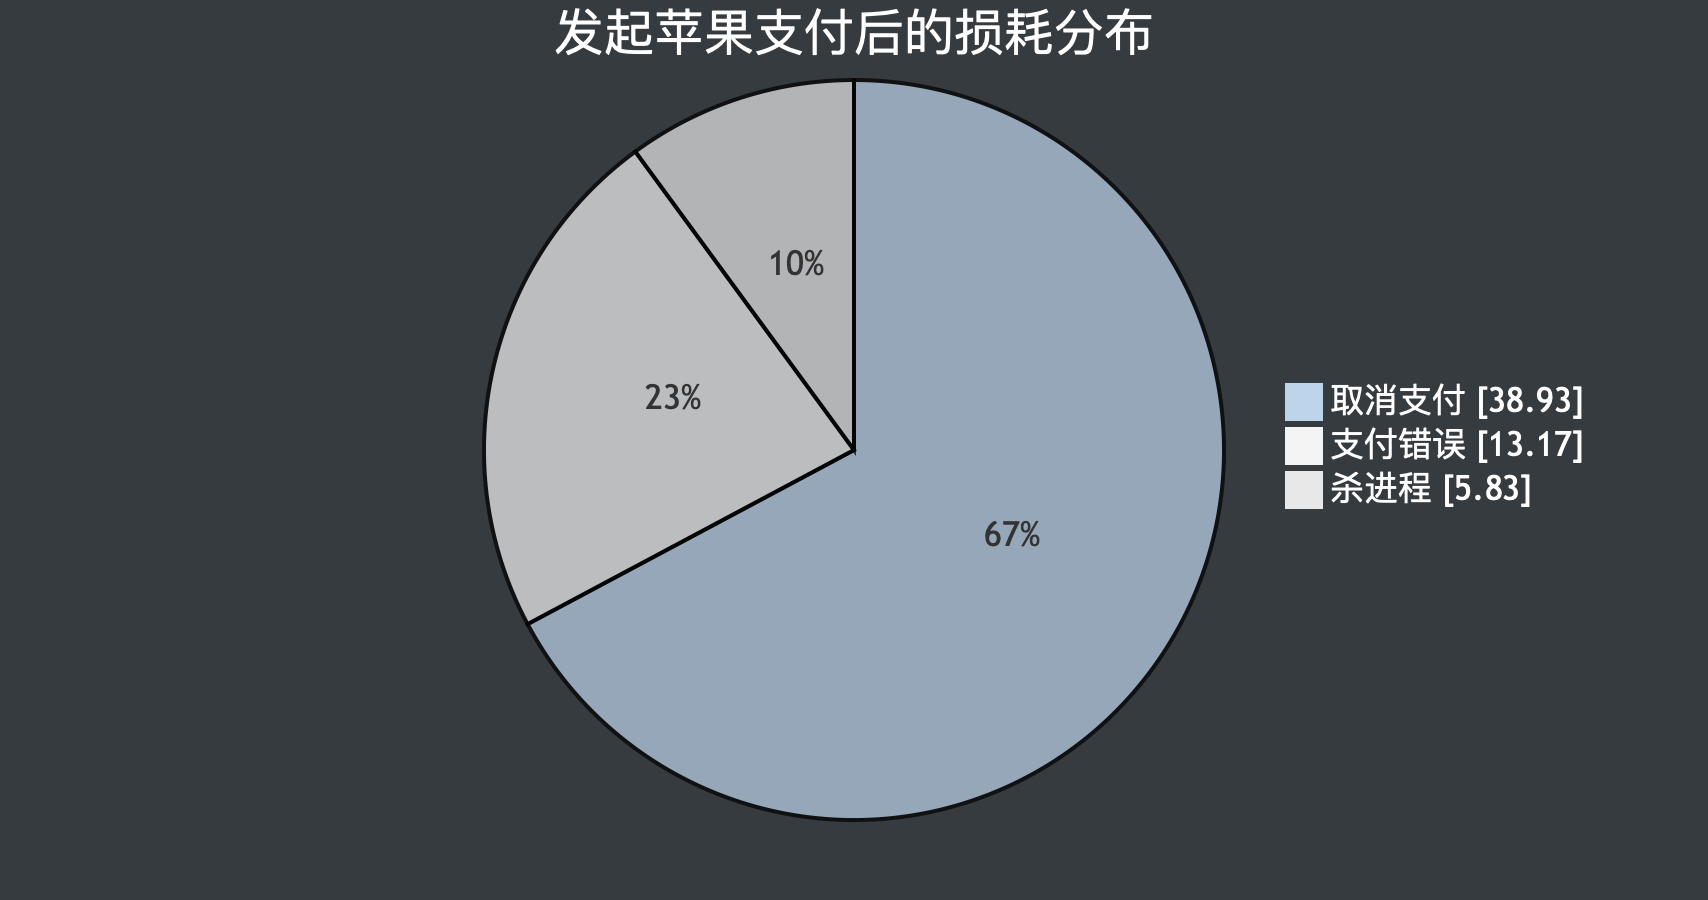 发起苹果支付后的损耗分布
10%
23%
67%
取消支付 [38.93]
支付错误 [13.17]
杀进程 [5.83]